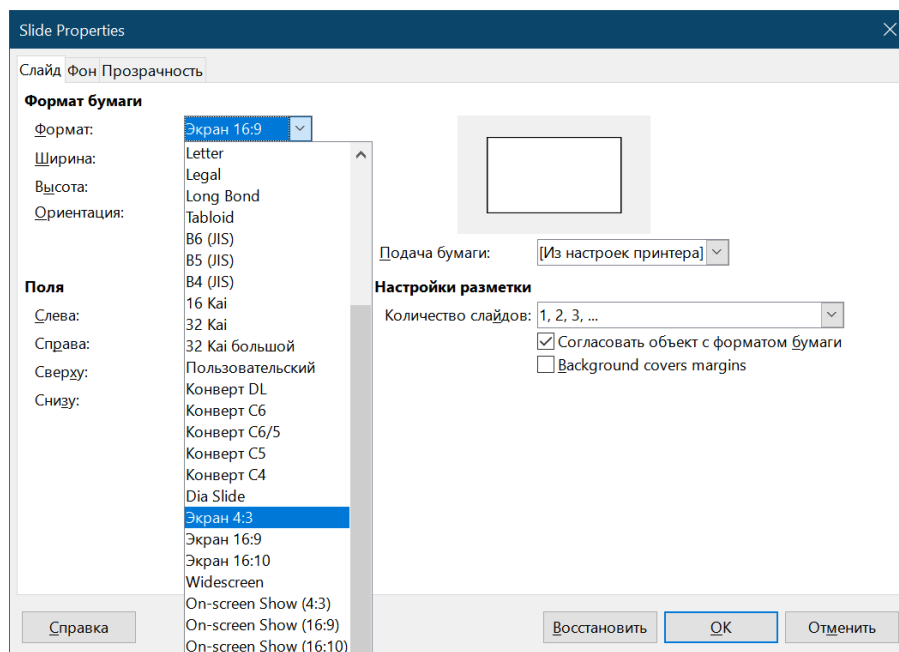 Slide Properties
Слайд Фон Прозрачность
Формат бумаги
Формат: Экран 16:9
Ширина:
Высота:
Ориентация:
Letter
Legal
Long Bond
Tabloid
B6 (JIS)
B5 (JIS)
B4 (JIS)
16 Kai
32 Kai
32 Kai большой
Пользовательский
Конверт DL
Конверт C6
Конверт C6/5
Конверт C5
Конверт C4
Dia Slide
Экран 4:3
Экран 16:9
Экран 16:10
Widescreen
On-screen Show (4:3)
On-screen Show (16:9)
On-screen Show (16:10)
Подача бумаги: [Из настроек принтера]
Поля
Слева:
Справа:
Сверху:
Снизу:
Настройки разметки
Количество слайдов: 1, 2, 3, ...
Согласовать объект с форматом бумаги
Background covers margins
Справка Восстановить OK Отменить